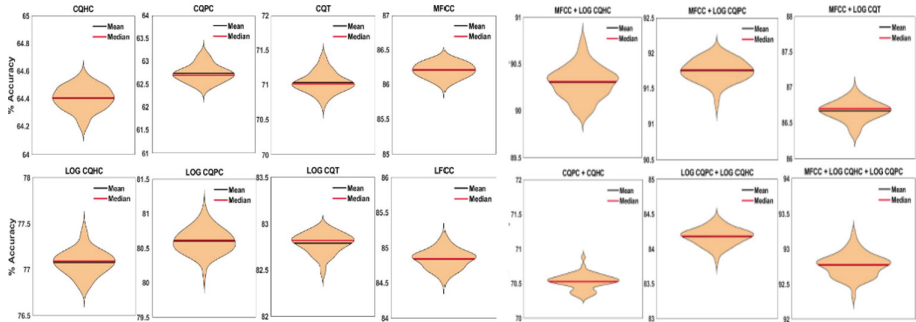 CQHC
65
64.8
64.6
64.4
64.2
64
% Accuracy
Mean
Median
CQPC
64
63.5
63
62.5
62
61.5
61
Mean
Median
CQT
72
71.5
71
70.5
70
Mean
Median
MFCC
87
86.5
86
85.5
85
Mean
Median
MFCC + LOG CQHC
91
90.5
90
89.5
Mean
Median
MFCC + LOG CQPC
92.5
92
91.5
91
90.5
Mean
Median
MFCC + LOG CQT
88
87.5
87
86.5
86
Mean
Median
LOG CQHC
78
77.5
77
76.5
% Accuracy
Mean
Median
LOG CQPC
81.5
81
80.5
80
79.5
Mean
Median
LOG CQT
83.5
83
82.5
82
Mean
Median
LFCC
86
85.5
85
84.5
84
Mean
Median
CQPC + CQHC
72
71.5
71
70.5
70
Mean
Median
LOG CQPC + LOG CQHC
85
84.5
84
83.5
83
Mean
Median
MFCC + LOG CQHC + LOG CQPC
94
93.5
93
92.5
92
Mean
Median